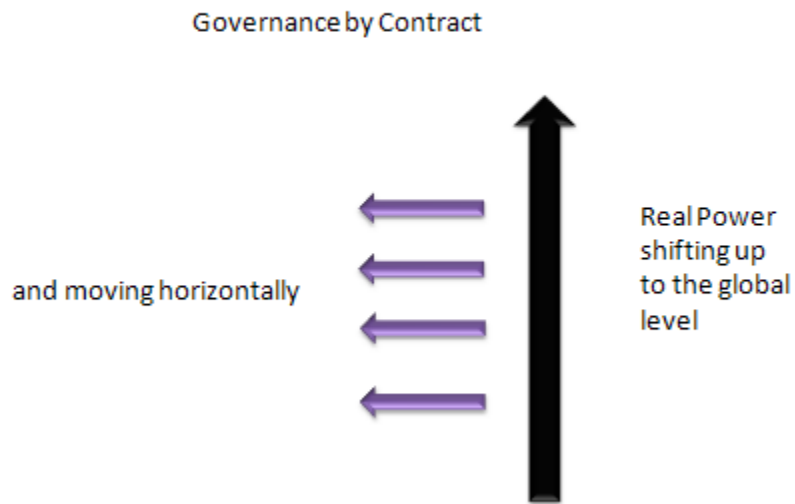 Governance by Contract
Real Power
shifting up
to the global
level
and moving horizontally